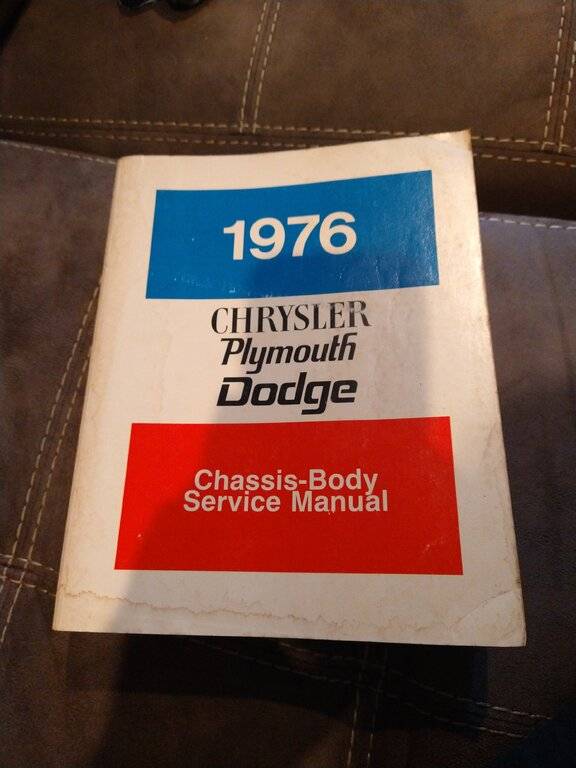 1976
CHRYSLER
Plymouth
Dodge
Chassis-Body
Service Manual